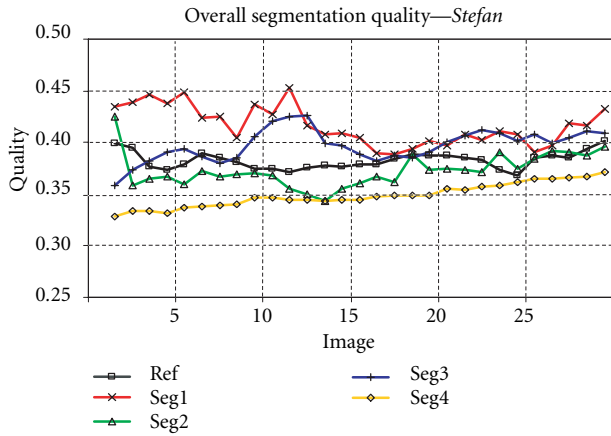 Overall segmentation quality—Stefan
0.50
0.45
0.40
0.35
0.30
0.25
Quality
5 10 15 20 25
Image
Ref
Seg1
Seg2
Seg3
Seg4